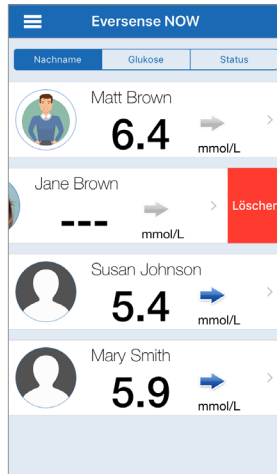 Eversense NOW
Nachname Glukose Status
Matt Brown
6.4
mmol/L
Jane Brown
---
mmol/L
Löschen
Susan Johnson
5.4
mmol/L
Mary Smith
5.9
mmol/L